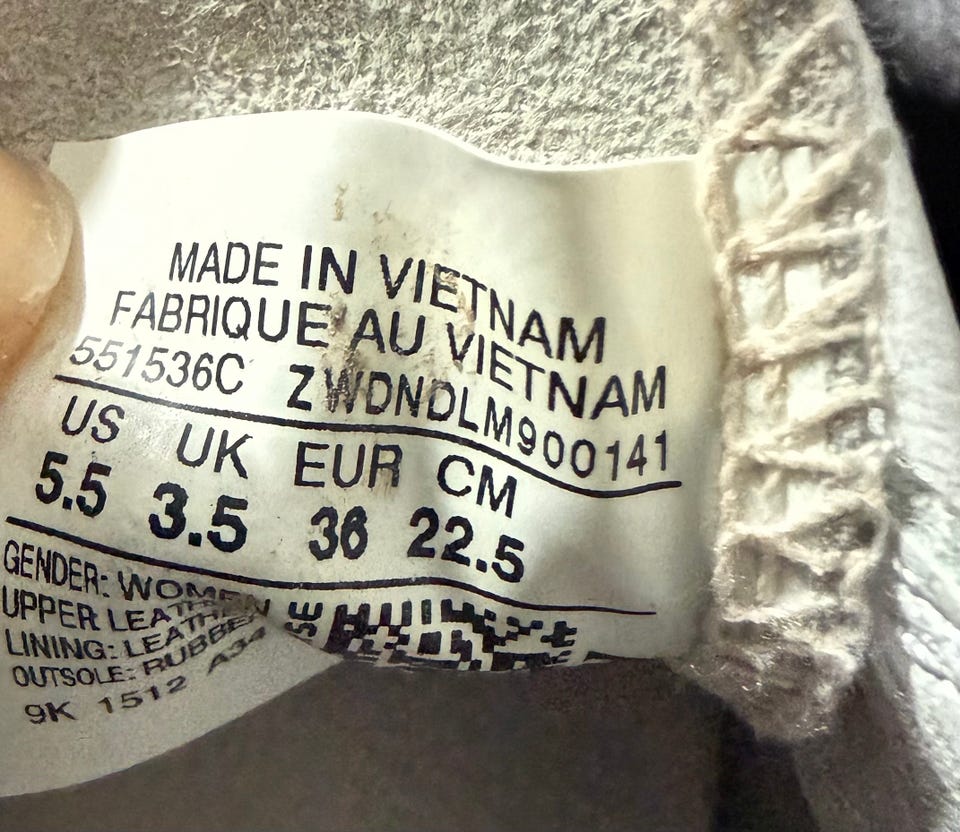 MADE IN VIETNAM
FABRIQUE AU VIETNAM
551536C ZWDNDLM900141
US UK EUR CM
5.5 3.5 36 22.5
GENDER: WOMEN
UPPER LEATHER
LINING: LEATHER
OUTSOLE: RUBBER
9K 1512